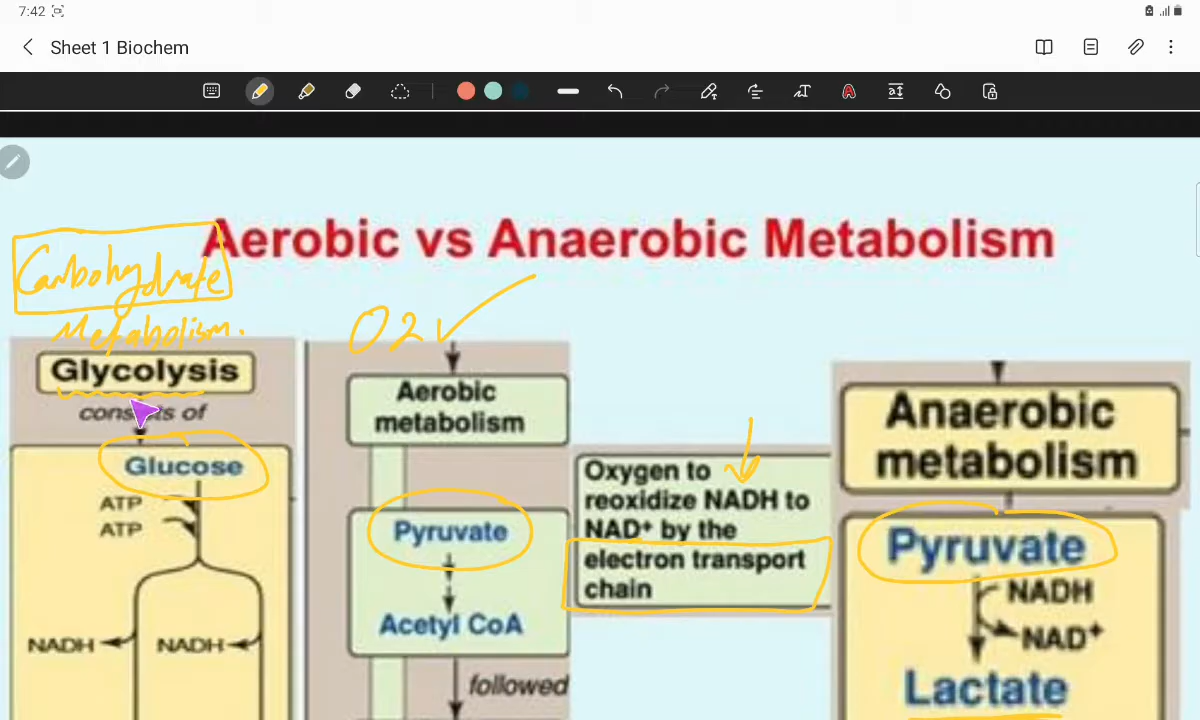 7:42
Sheet 1 Biochem
Aerobic vs Anaerobic Metabolism
Carbohydrate
Metabolism.
Glycolysis
consists of
Glucose
ATP
ATP
NADH
NADH
O2 ✓
Aerobic
metabolism
Pyruvate
Acetyl CoA
followed
Oxygen to
reoxidize NADH to
NAD⁺ by the
electron transport
chain
Anaerobic
metabolism
Pyruvate
NADH
NAD⁺
Lactate